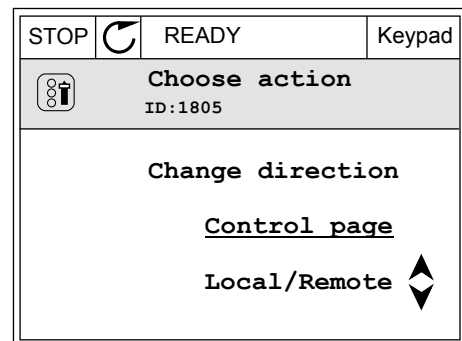 STOP READY Keypad
Choose action
ID:1805
Change direction
Control page
Local/Remote